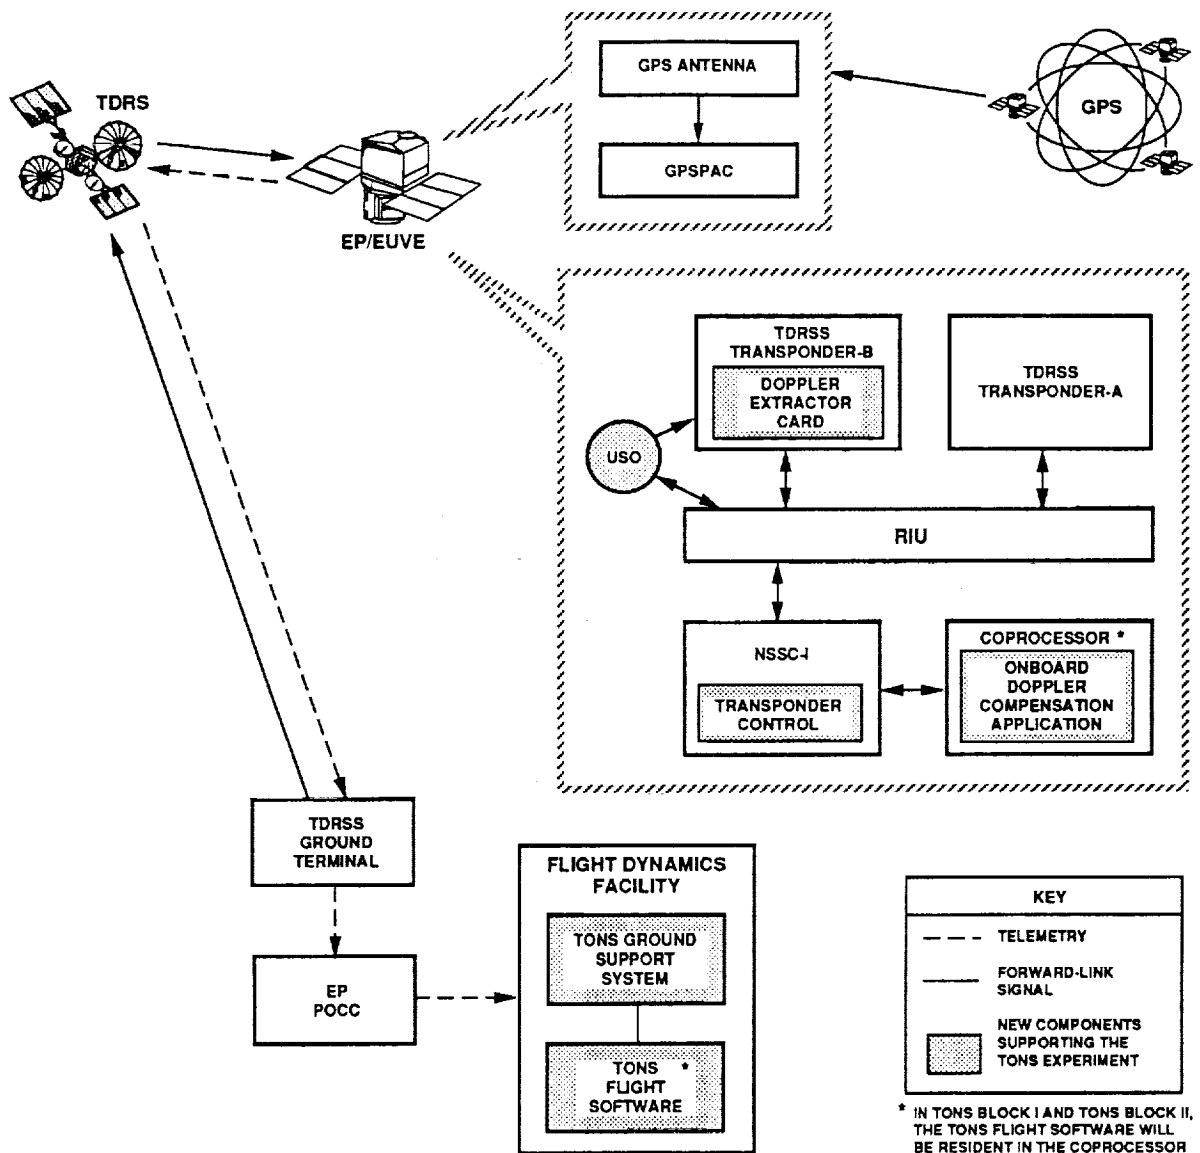 TDRS
EP/EUVE
GPS ANTENNA
GPSPAC
GPS
TDRSS
TRANSPONDER-B
DOPPLER
EXTRACTOR
CARD
TDRSS
TRANSPONDER-A
USO
RIU
NSSC-I
TRANSPONDER
CONTROL
COPROCESSOR *
ONBOARD
DOPPLER
COMPENSATION
APPLICATION
TDRSS
GROUND
TERMINAL
EP
POCC
FLIGHT DYNAMICS
FACILITY
TONS GROUND
SUPPORT
SYSTEM
TONS *
FLIGHT
SOFTWARE
KEY
TELEMETRY
FORWARD-LINK
SIGNAL
NEW COMPONENTS
SUPPORTING THE
TONS EXPERIMENT
* IN TONS BLOCK I AND TONS BLOCK II,
THE TONS FLIGHT SOFTWARE WILL
BE RESIDENT IN THE COPROCESSOR